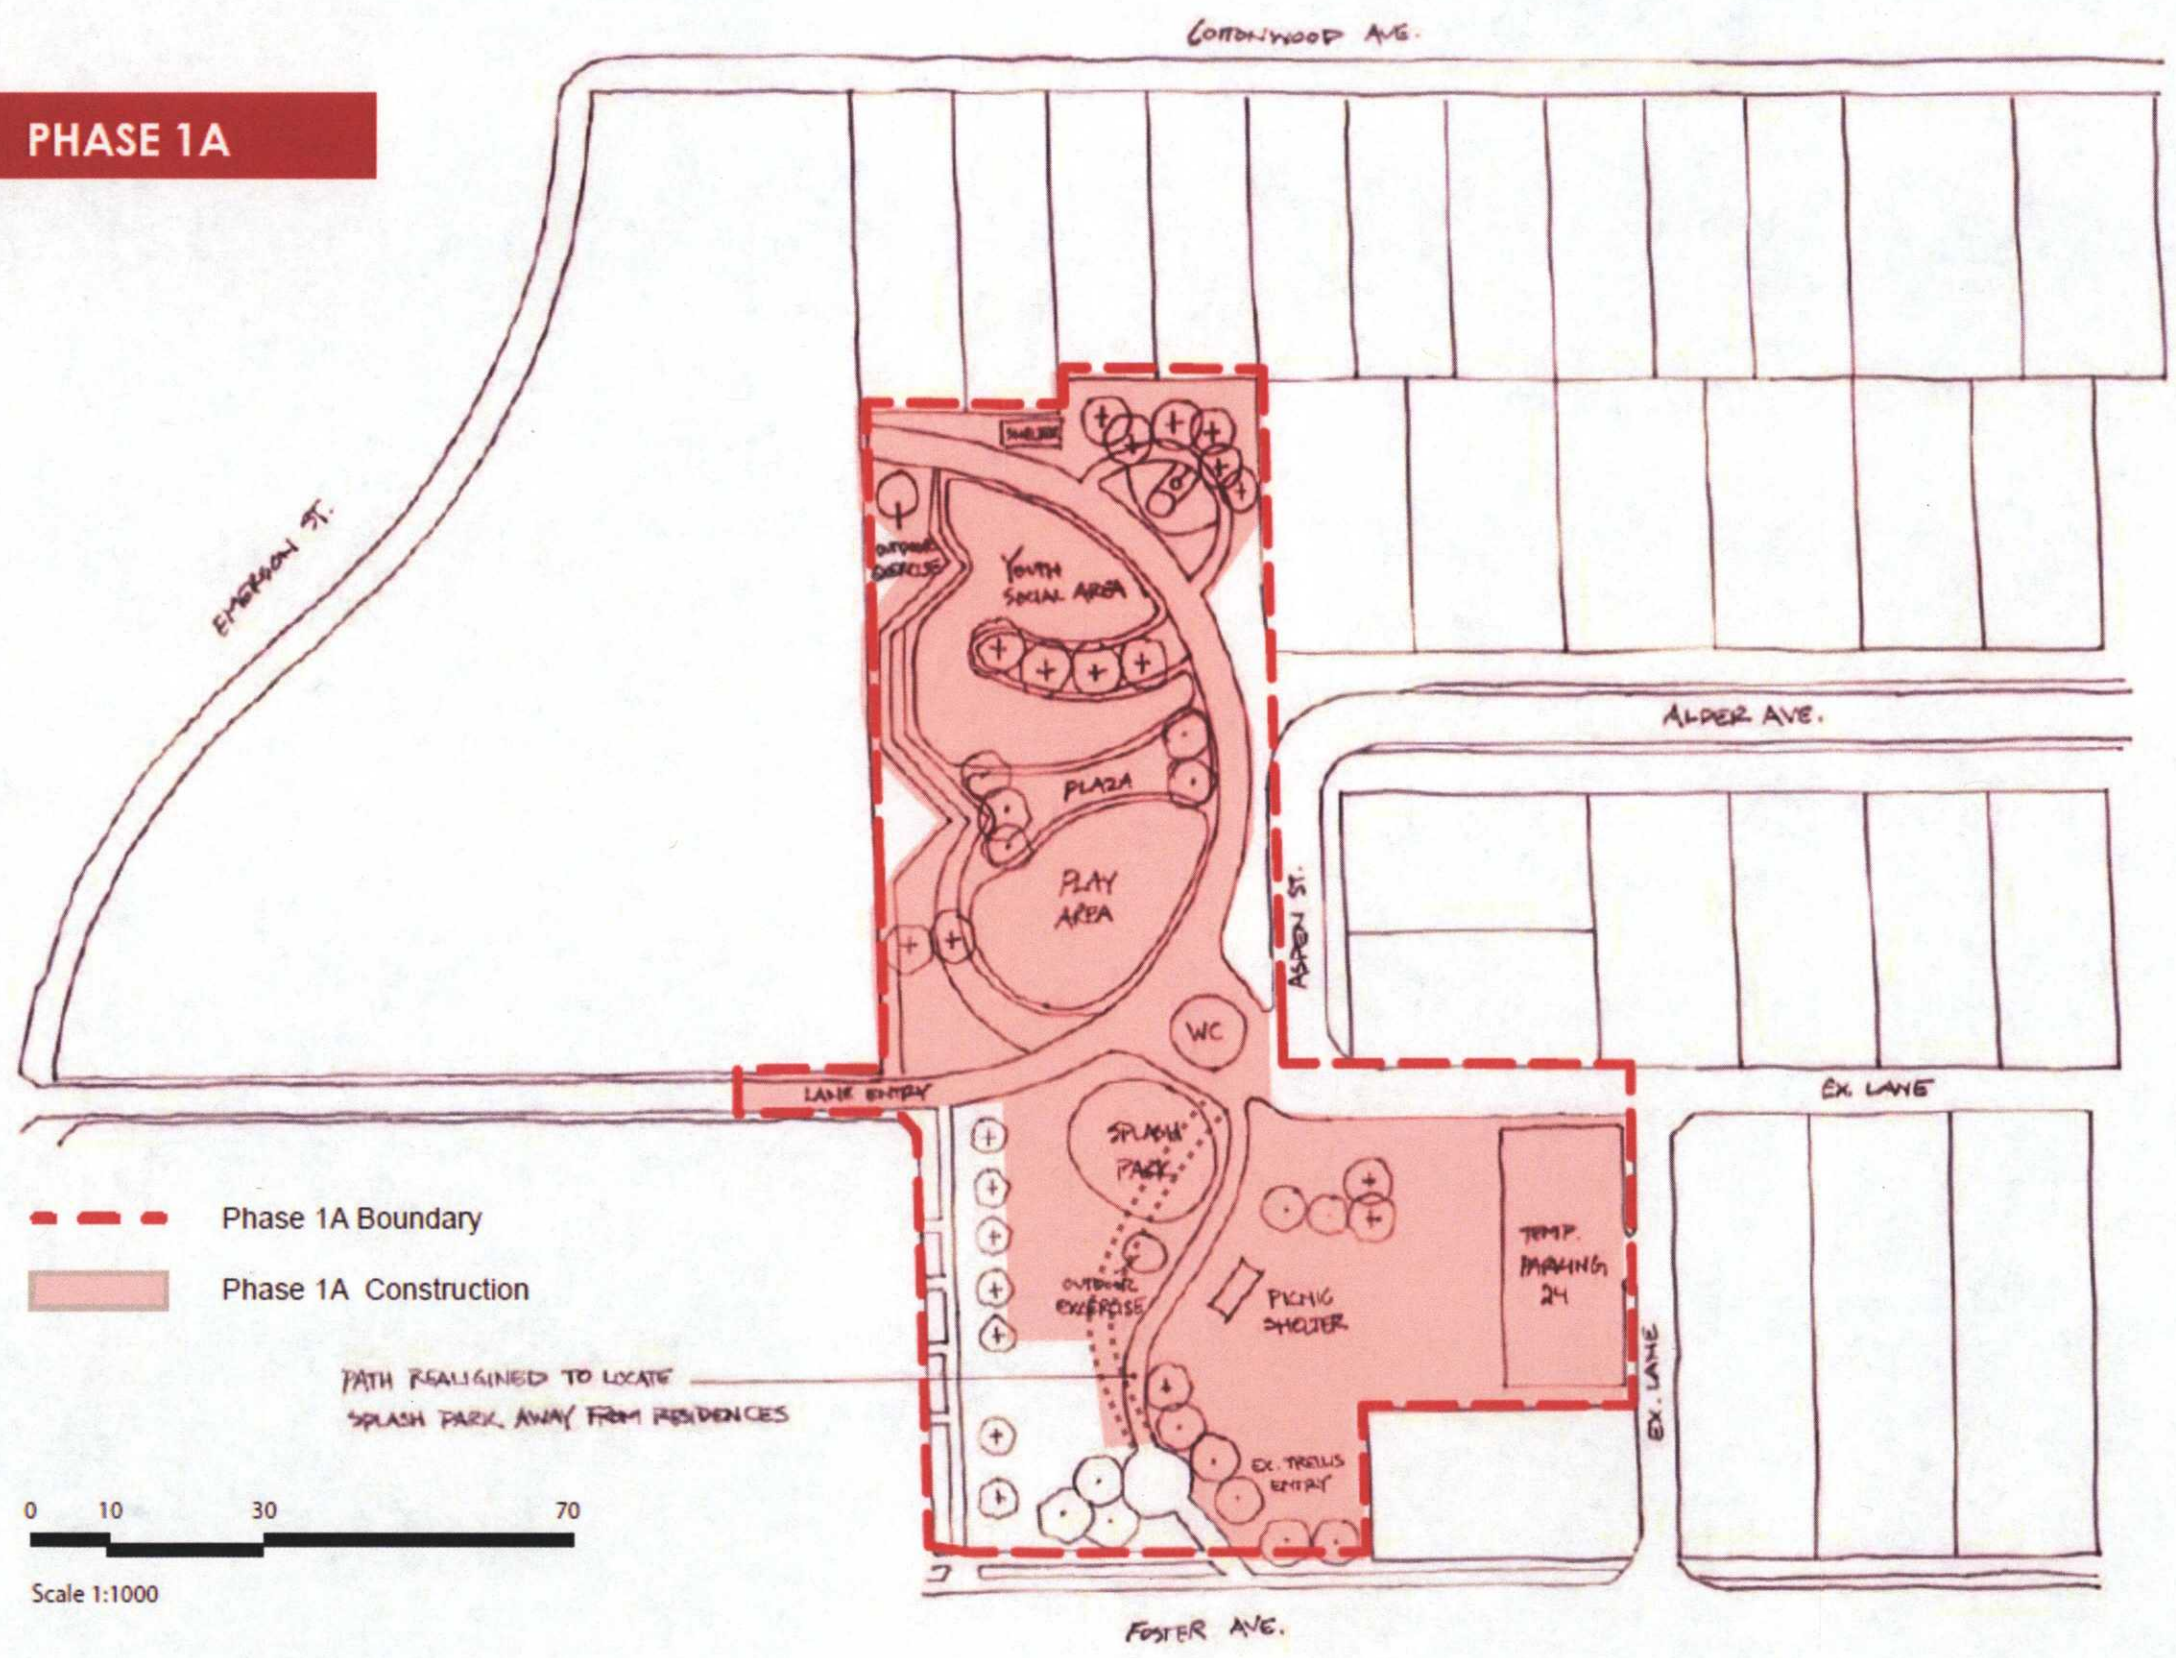 COTTONWOOD AVE.
PHASE 1A
SHELTER
EMERSON ST.
OUTDOOR
EXERCISE
YOUTH
SOCIAL AREA
ALDER AVE.
PLAZA
PLAY
AREA
ASPEN ST.
WC
LANE ENTRY
EX. LANE
SPLASH
PARK
Phase 1A Boundary
TEMP.
PARKING
24
Phase 1A Construction
OUTDOOR
EXCERCISE
PICNIC
SHELTER
EX. LANE
PATH REALIGINED TO LOCATE
SPLASH PARK AWAY FROM RESIDENCES
EX. TRELLIS
ENTRY
0 10 30 70
Scale 1:1000
FOSTER AVE.